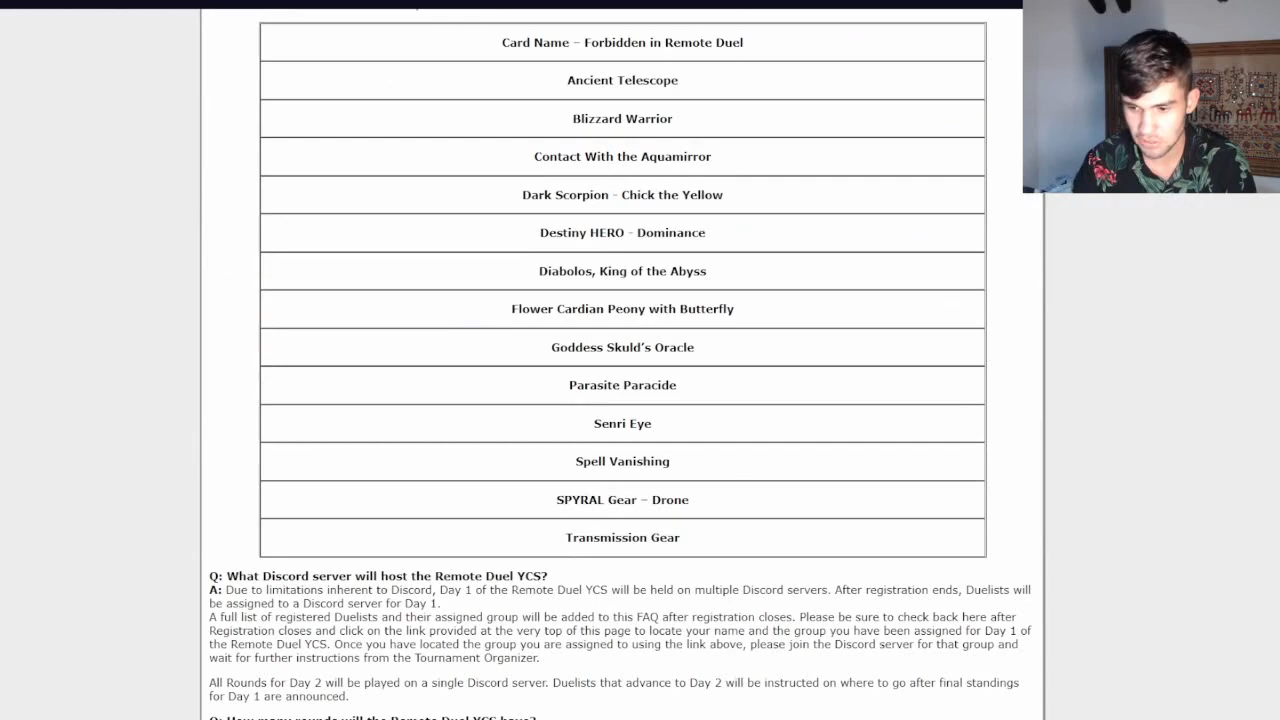 Card Name – Forbidden in Remote Duel
Ancient Telescope
Blizzard Warrior
Contact With the Aquamirror
Dark Scorpion - Chick the Yellow
Destiny HERO - Dominance
Diabolos, King of the Abyss
Flower Cardian Peony with Butterfly
Goddess Skuld’s Oracle
Parasite Paracide
Senri Eye
Spell Vanishing
SPYRAL Gear – Drone
Transmission Gear
Q: What Discord server will host the Remote Duel YCS?
A: Due to limitations inherent to Discord, Day 1 of the Remote Duel YCS will be held on multiple Discord servers. After registration ends, Duelists will
be assigned to a Discord server for Day 1.
A full list of registered Duelists and their assigned group will be added to this FAQ after registration closes. Please be sure to check back here after
Registration closes and click on the link provided at the very top of this page to locate your name and the group you have been assigned for Day 1 of
the Remote Duel YCS. Once you have located the group you are assigned to using the link above, please join the Discord server for that group and
wait for further instructions from the Tournament Organizer.
All Rounds for Day 2 will be played on a single Discord server. Duelists that advance to Day 2 will be instructed on where to go after final standings
for Day 1 are announced.
Q: How many rounds will the Remote Duel YCS have?